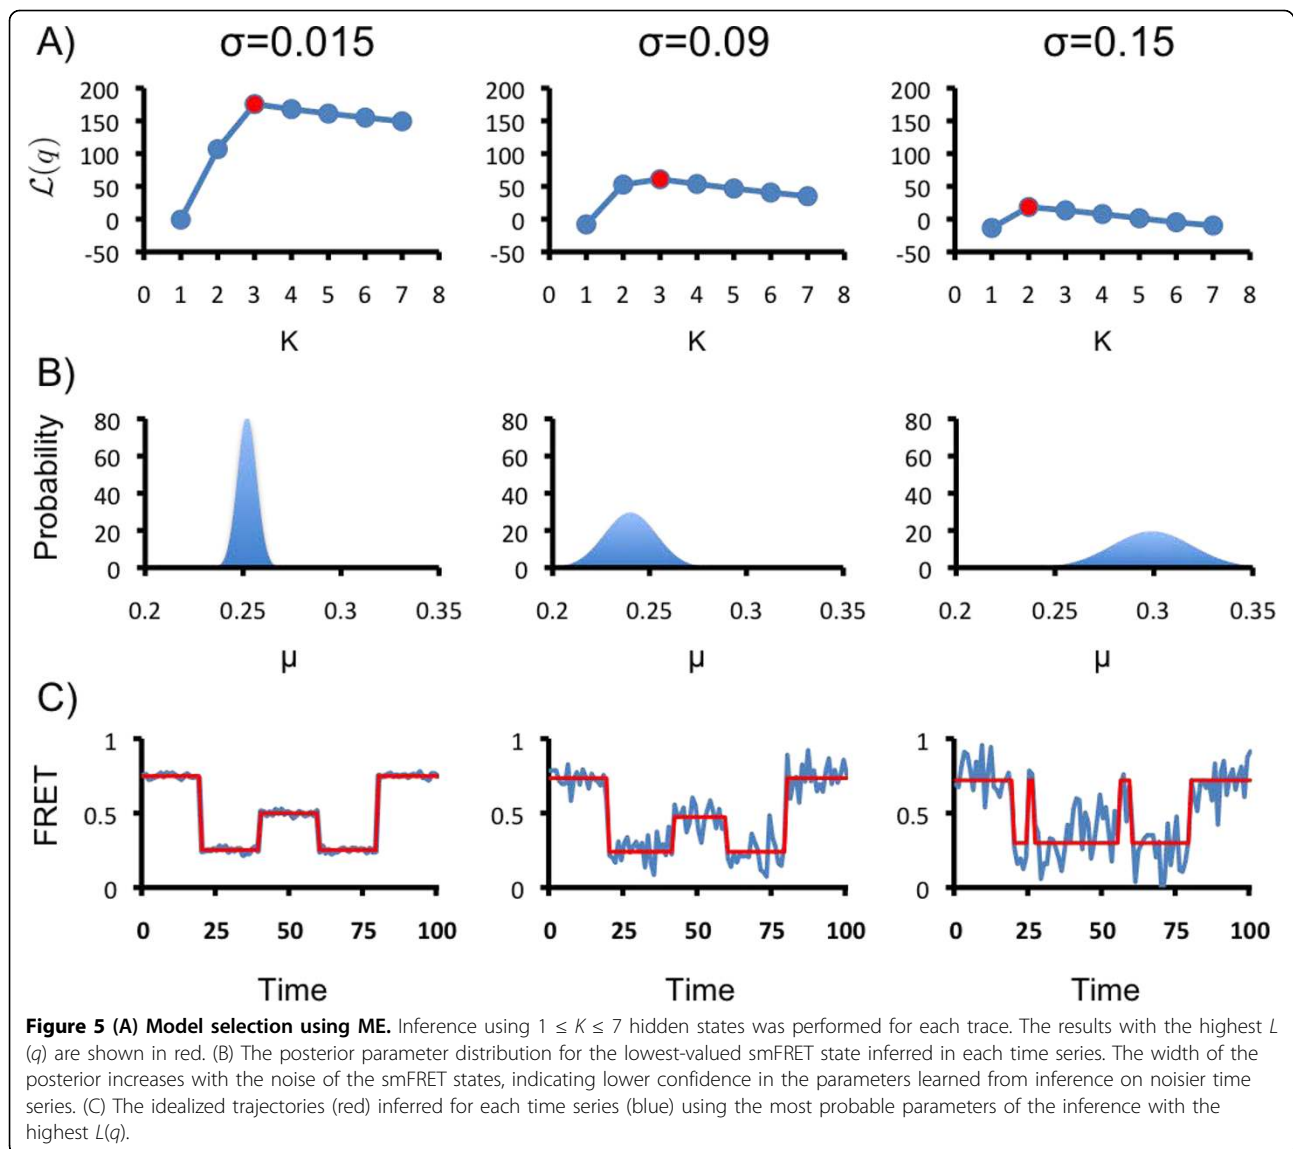 A) σ=0.015 σ=0.09 σ=0.15
ℒ(q)
200 150 100 50 0 -50
0 1 2 3 4 5 6 7 8
K
200 150 100 50 0 -50
0 1 2 3 4 5 6 7 8
K
200 150 100 50 0 -50
0 1 2 3 4 5 6 7 8
K
B)
Probability
80 60 40 20 0
0.2 0.25 0.3 0.35
μ
80 60 40 20 0
0.2 0.25 0.3 0.35
μ
80 60 40 20 0
0.2 0.25 0.3 0.35
μ
C)
FRET
1 0.5 0
0 25 50 75 100
Time
1 0.5 0
0 25 50 75 100
Time
1 0.5 0
0 25 50 75 100
Time
Figure 5 (A) Model selection using ME. Inference using 1 ≤ K ≤ 7 hidden states was performed for each trace. The results with the highest L
(q) are shown in red. (B) The posterior parameter distribution for the lowest-valued smFRET state inferred in each time series. The width of the
posterior increases with the noise of the smFRET states, indicating lower confidence in the parameters learned from inference on noisier time
series. (C) The idealized trajectories (red) inferred for each time series (blue) using the most probable parameters of the inference with the
highest L(q).